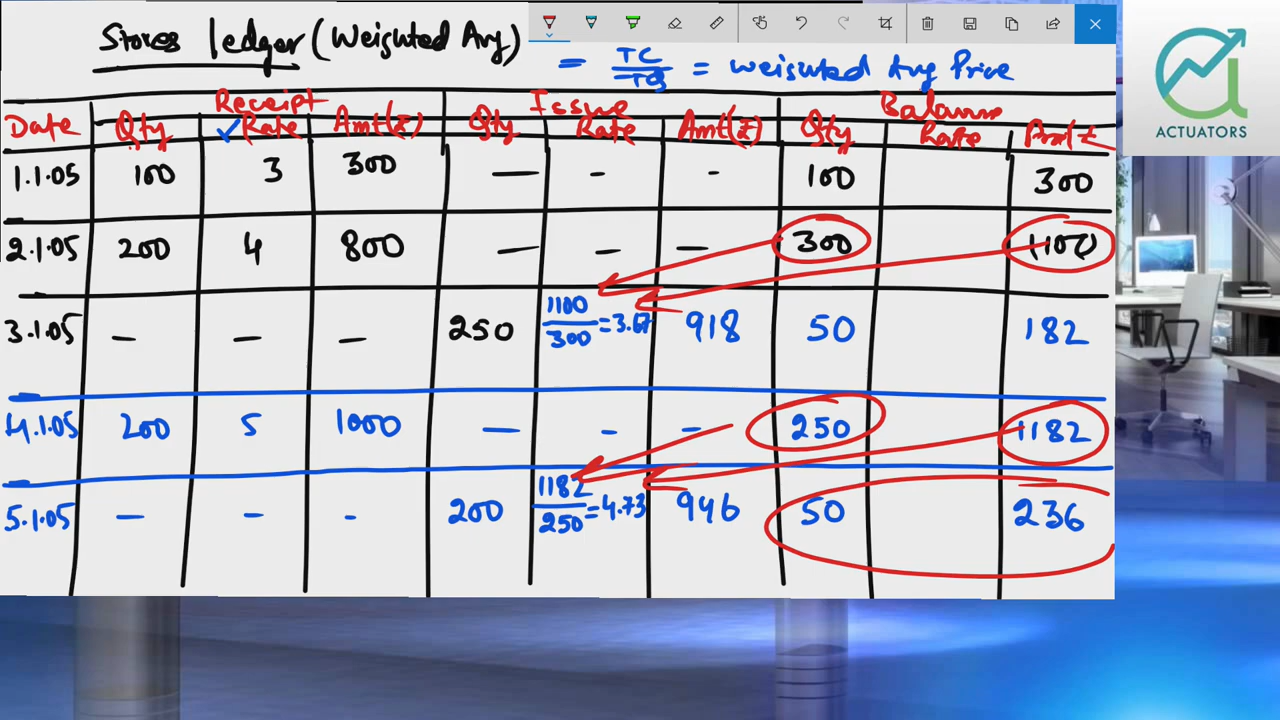 Stores ledger (Weighted Avg)
= TC/TQ = Weighted Avg Price
ACTUATORS
Receipt Issue Balance
Date Qty ✓Rate Amt(₹) Qty Rate Amt(₹) Qty Rate Amt ₹
1.1.05 100 3 300 — - - 100 300
2.1.05 200 4 800 — — — 300 1100
3.1.05 — — — 250 1100/300 =3.67 918 50 182
4.1.05 200 5 1000 — - - 250 1182
5.1.05 — — - 200 1182/250 =4.73 946 50 236